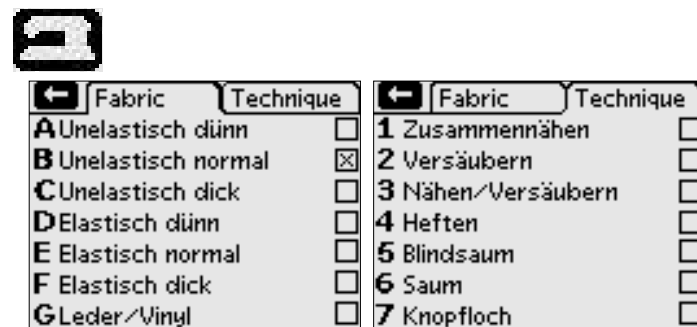 Fabric Technique
A Unelastisch dünn
B Unelastisch normal
C Unelastisch dick
D Elastisch dünn
E Elastisch normal
F Elastisch dick
G Leder/Vinyl
Fabric Technique
1 Zusammennähen
2 Versäubern
3 Nähen/Versäubern
4 Heften
5 Blindsaum
6 Saum
7 Knopfloch